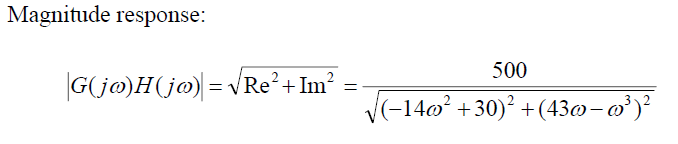 Magnitude response:
|G(jω)H(jω)| = √(Re² + Im²) = 500 / √((−14ω² + 30)² + (43ω − ω³)²)